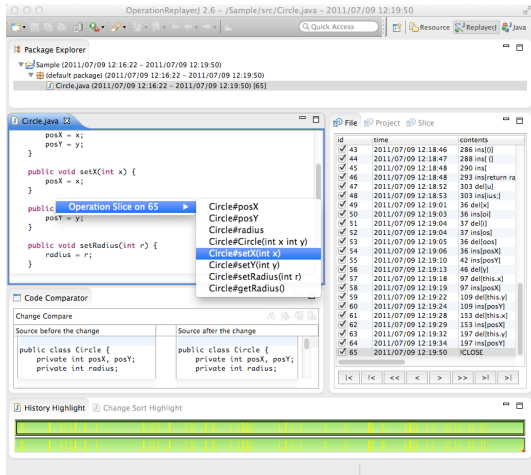 OperationReplayerJ 2.6 – /Sample/src/Circle.java – 2011/07/09 12:19:50
Quick Access
Resource
ReplayerJ
Java
Package Explorer
Sample (2011/07/09 12:16:22 – 2011/07/09 12:19:50)
(default package) (2011/07/09 12:16:22 – 2011/07/09 12:19:50)
Circle.java (2011/07/09 12:16:22 – 2011/07/09 12:19:50) [65]
Circle.java
posX = x;
posY = y;
}
public void setX(int x) {
posX = x;
}
public
posY = y;
}
public void setRadius(int r) {
radius = r;
}
Operation Slice on 65
Circle#posX
Circle#posY
Circle#radius
Circle#Circle(int x int y)
Circle#setX(int x)
Circle#setY(int y)
Circle#setRadius(int r)
Circle#getRadius()
File
Project
Slice
id time contents
43 2011/07/09 12:18:46 286 ins[()]
44 2011/07/09 12:18:47 288 ins[ {]
45 2011/07/09 12:18:48 290 ins[
46 2011/07/09 12:18:48 293 ins[return ra
47 2011/07/09 12:18:52 303 del[u]
48 2011/07/09 12:18:53 303 ins[ius;]
49 2011/07/09 12:19:01 36 del[x]
50 2011/07/09 12:19:03 36 ins[oi]
51 2011/07/09 12:19:04 37 del[i]
52 2011/07/09 12:19:04 37 ins[os]
53 2011/07/09 12:19:05 36 del[oos]
54 2011/07/09 12:19:06 36 ins[posX]
55 2011/07/09 12:19:10 42 ins[posY]
56 2011/07/09 12:19:13 46 del[y]
57 2011/07/09 12:19:18 97 del[this.x]
58 2011/07/09 12:19:19 97 ins[posX]
59 2011/07/09 12:19:22 109 del[this.y]
60 2011/07/09 12:19:24 109 ins[posY]
61 2011/07/09 12:19:28 153 del[this.x]
62 2011/07/09 12:19:29 153 ins[posX]
63 2011/07/09 12:19:32 197 del[this.y]
64 2011/07/09 12:19:34 197 ins[posY]
65 2011/07/09 12:19:50 !CLOSE
|< !< << < > >> >! >|
Code Comparator
Change Compare
Source before the change
Source after the change
public class Circle {
private int posX, posY;
private int radius;
public class Circle {
private int posX, posY;
private int radius;
History Highlight
Change Sort Highlight